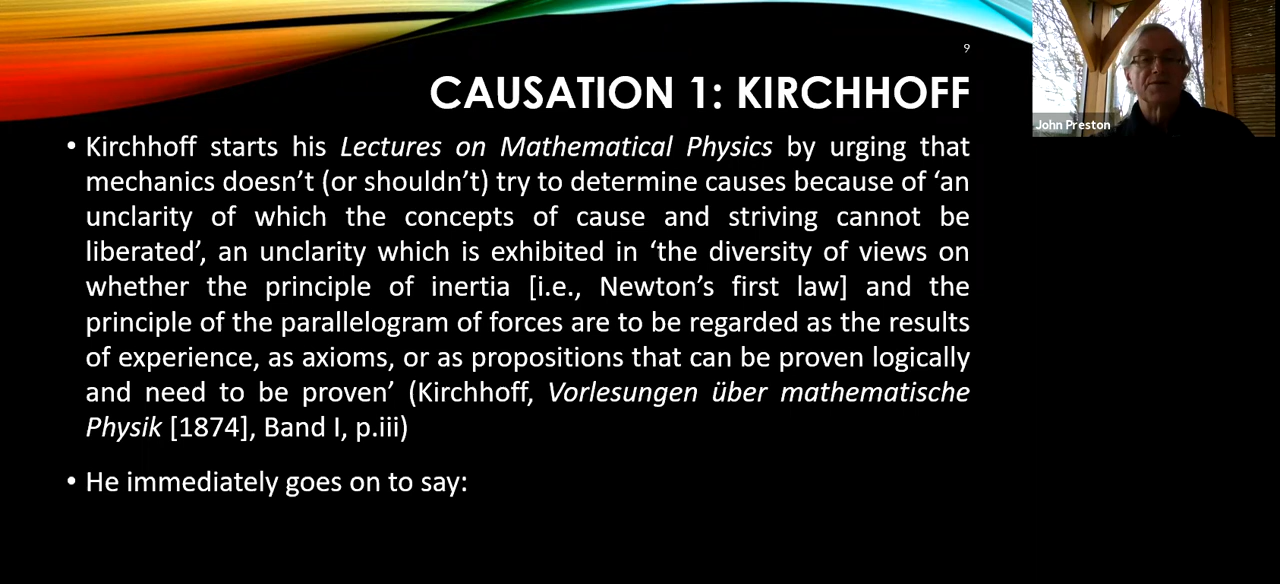 9
CAUSATION 1: KIRCHHOFF
• Kirchhoff starts his Lectures on Mathematical Physics by urging that
mechanics doesn’t (or shouldn’t) try to determine causes because of ‘an
unclarity of which the concepts of cause and striving cannot be
liberated’, an unclarity which is exhibited in ‘the diversity of views on
whether the principle of inertia [i.e., Newton’s first law] and the
principle of the parallelogram of forces are to be regarded as the results
of experience, as axioms, or as propositions that can be proven logically
and need to be proven’ (Kirchhoff, Vorlesungen über mathematische
Physik [1874], Band I, p.iii)
• He immediately goes on to say:
John Preston